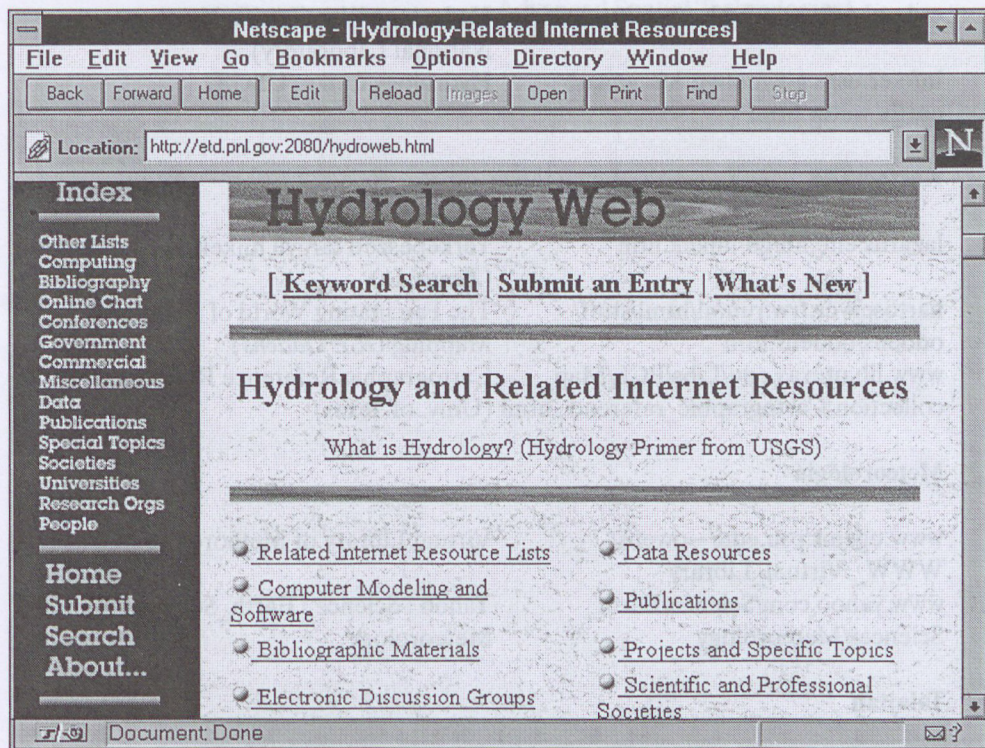 Netscape - [Hydrology-Related Internet Resources]
File Edit View Go Bookmarks Options Directory Window Help
Back Forward Home Edit Reload Images Open Print Find Stop
Location: http://etd.pnl.gov:2080/hydroweb.html
N
Index
Other Lists
Computing
Bibliography
Online Chat
Conferences
Government
Commercial
Miscellaneous
Data
Publications
Special Topics
Societies
Universities
Research Orgs
People
Home
Submit
Search
About...
Hydrology Web
[ Keyword Search | Submit an Entry | What's New ]
Hydrology and Related Internet Resources
What is Hydrology? (Hydrology Primer from USGS)
Related Internet Resource Lists
Computer Modeling and
Software
Bibliographic Materials
Electronic Discussion Groups
Data Resources
Publications
Projects and Specific Topics
Scientific and Professional
Societies
Document: Done